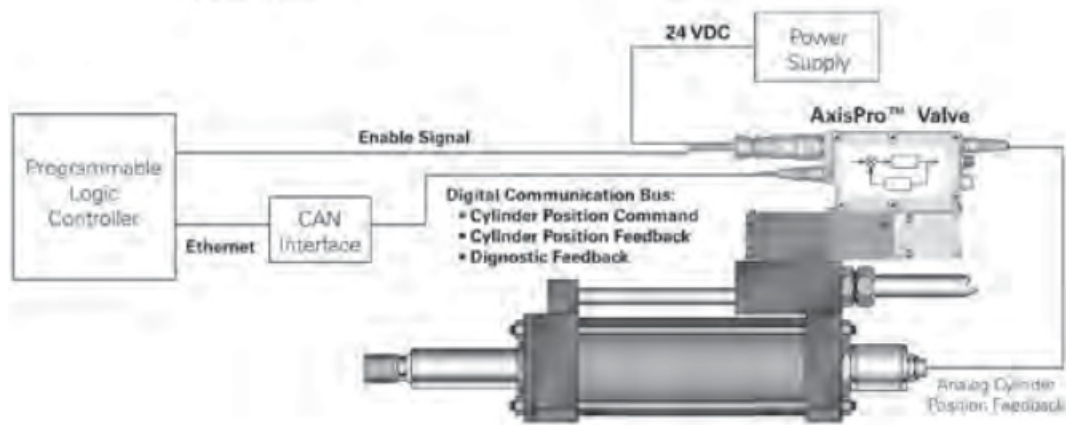 24 VDC
Power
Supply
AxisPro™ Valve
Enable Signal
Programmable
Logic
Controller
Digital Communication Bus:
• Cylinder Position Command
• Cylinder Position Feedback
• Dignostic Feedback
CAN
Interface
Ethernet
Analog Cylinder
Position Feedback